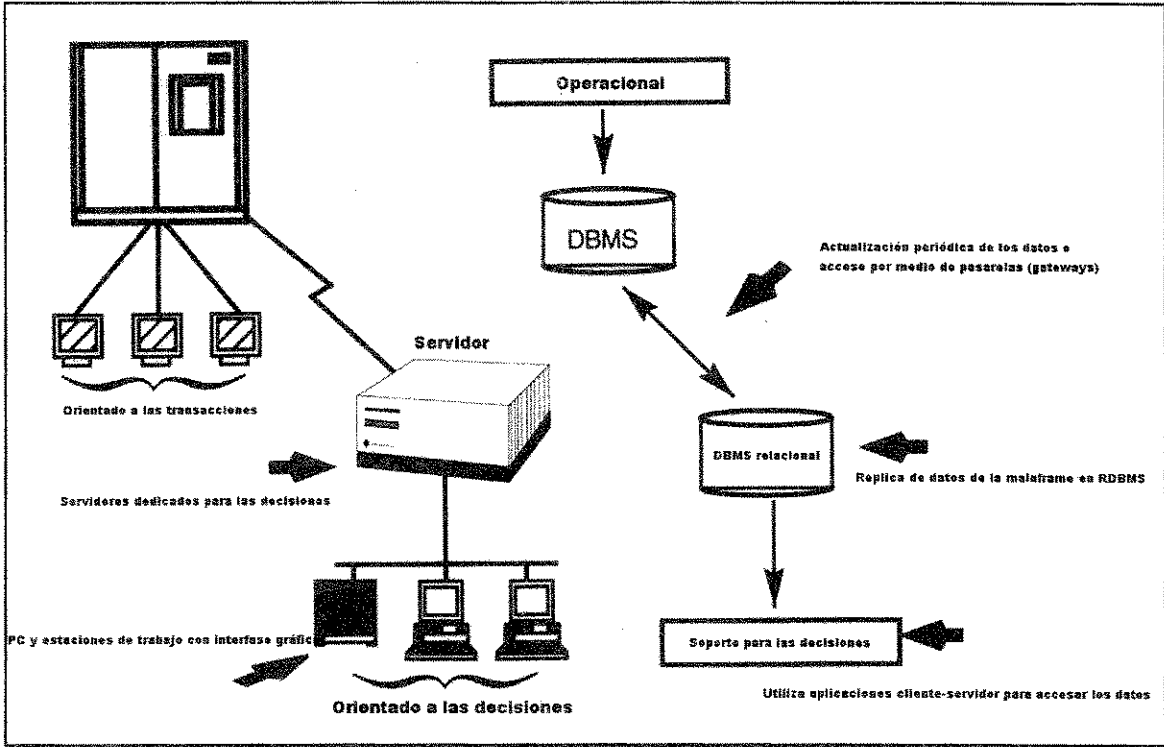 Operacional
DBMS
Actualización periódica de los datos o
acceso por medio de pasarelas (gateways)
Servidor
Orientado a las transacciones
DBMS relacional
Replica de datos de la mainframe en RDBMS
Servidores dedicados para las decisiones
PC y estaciones de trabajo con interfase gráfic
Soporte para las decisiones
Utiliza aplicaciones cliente-servidor para accesar los datos
Orientado a las decisiones